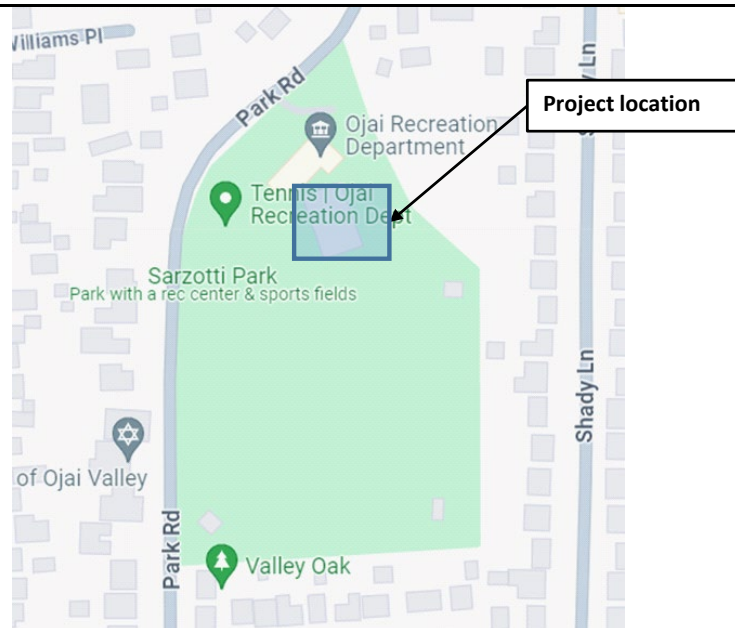 Williams Pl
Park Rd
y Ln
Project location
Ojai Recreation
Department
Tennis | Ojai
Recreation Dept
Sarzotti Park
Park with a rec center & sports fields
Shady Ln
of Ojai Valley
Park Rd
Valley Oak